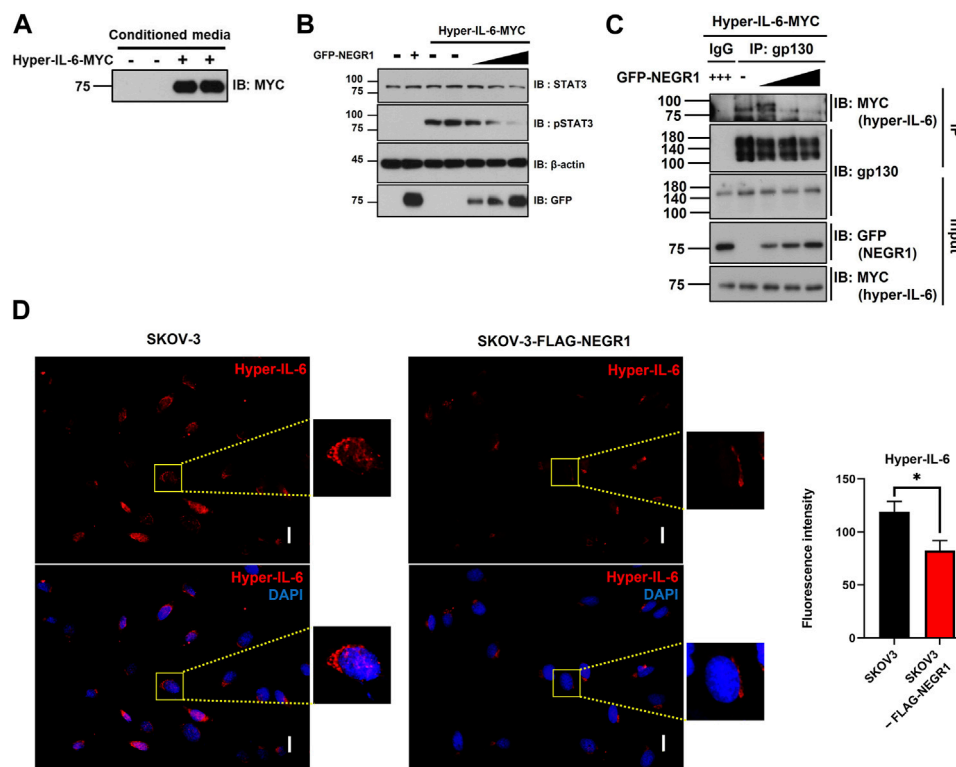 A
Conditioned media
Hyper-IL-6-MYC - - + +
75
IB: MYC
B
Hyper-IL-6-MYC
GFP-NEGR1 - + - -
100
75
IB : STAT3
100
75
IB : pSTAT3
45
IB: β-actin
75
IB: GFP
C
Hyper-IL-6-MYC
IgG IP: gp130
GFP-NEGR1 +++ -
100
75
IB: MYC
(hyper-IL-6)
IP
180
140
100
IB: gp130
180
140
100
Input
75
IB: GFP
(NEGR1)
75
IB: MYC
(hyper-IL-6)
D
SKOV-3
SKOV-3-FLAG-NEGR1
Hyper-IL-6
Hyper-IL-6
Hyper-IL-6
DAPI
Hyper-IL-6
DAPI
Hyper-IL-6
*
Fluorescence intensity
150
100
50
0
SKOV3
SKOV3
– FLAG-NEGR1